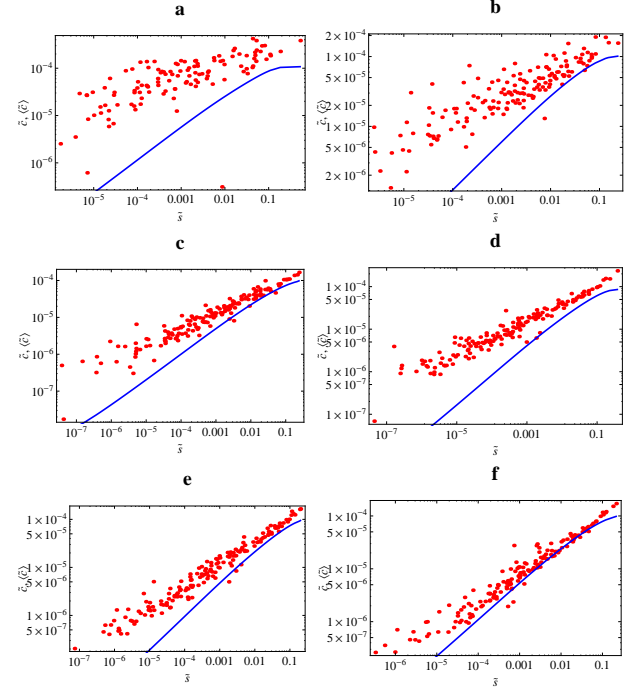 a
c̃ , ⟨c̃⟩
10⁻⁴
10⁻⁵
10⁻⁶
10⁻⁵ 10⁻⁴ 0.001 0.01 0.1
s̃
b
c̃, ⟨c̃⟩
2 × 10⁻⁴
1 × 10⁻⁴
5 × 10⁻⁵
2 × 10⁻⁵
1 × 10⁻⁵
5 × 10⁻⁶
2 × 10⁻⁶
10⁻⁵ 10⁻⁴ 0.001 0.01 0.1
s̃
c
c̃ , ⟨c̃⟩
10⁻⁴
10⁻⁵
10⁻⁶
10⁻⁷
10⁻⁷ 10⁻⁶ 10⁻⁵ 10⁻⁴ 0.001 0.01 0.1
s̃
d
c̃, ⟨c̃⟩
1 × 10⁻⁴
5 × 10⁻⁵
1 × 10⁻⁵
5 × 10⁻⁶
1 × 10⁻⁶
5 × 10⁻⁷
1 × 10⁻⁷
10⁻⁷ 10⁻⁵ 0.001 0.1
s̃
e
c̃, ⟨c̃⟩
1 × 10⁻⁴
5 × 10⁻⁵
1 × 10⁻⁵
5 × 10⁻⁶
1 × 10⁻⁶
5 × 10⁻⁷
10⁻⁷ 10⁻⁶ 10⁻⁵ 10⁻⁴ 0.001 0.01 0.1
s̃
f
c̃, ⟨c̃⟩
1 × 10⁻⁴
5 × 10⁻⁵
1 × 10⁻⁵
5 × 10⁻⁶
1 × 10⁻⁶
5 × 10⁻⁷
10⁻⁶ 10⁻⁵ 10⁻⁴ 0.001 0.01 0.1
s̃